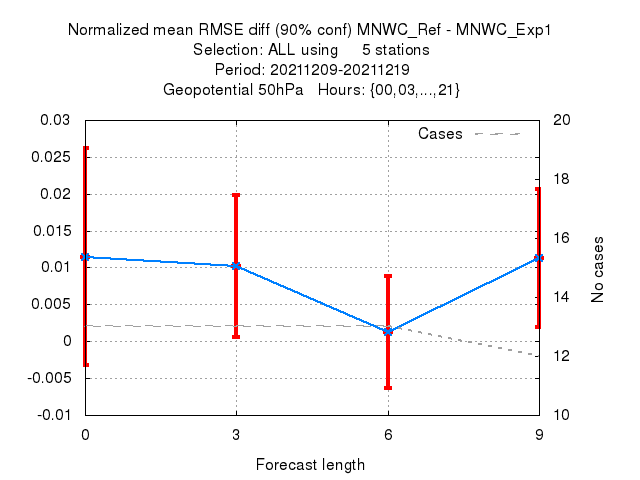 Normalized mean RMSE diff (90% conf) MNWC_Ref - MNWC_Exp1
Selection: ALL using 5 stations
Period: 20211209-20211219
Geopotential 50hPa Hours: {00,03,...,21}
Cases
0.03
0.025
0.02
0.015
0.01
0.005
0
-0.005
-0.01
20
18
16
14
12
10
No cases
0 3 6 9
Forecast length